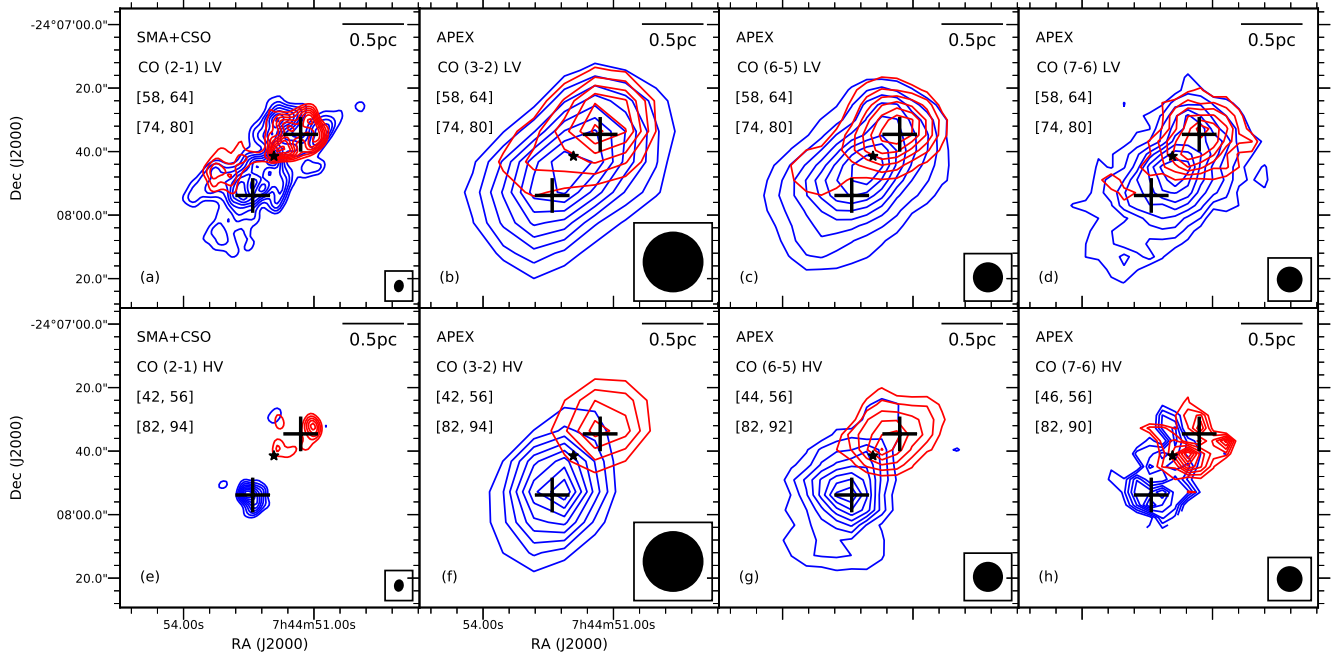 -24°07'00.0"
20.0"
40.0"
08'00.0"
20.0"
Dec (J2000)
SMA+CSO
0.5pc
CO (2-1) LV
[58, 64]
[74, 80]
(a)
APEX
0.5pc
CO (3-2) LV
[58, 64]
[74, 80]
(b)
APEX
0.5pc
CO (6-5) LV
[58, 64]
[74, 80]
(c)
APEX
0.5pc
CO (7-6) LV
[58, 64]
[74, 80]
(d)
-24°07'00.0"
20.0"
40.0"
08'00.0"
20.0"
Dec (J2000)
SMA+CSO
0.5pc
CO (2-1) HV
[42, 56]
[82, 94]
(e)
APEX
0.5pc
CO (3-2) HV
[42, 56]
[82, 94]
(f)
APEX
0.5pc
CO (6-5) HV
[44, 56]
[82, 92]
(g)
APEX
0.5pc
CO (7-6) HV
[46, 56]
[82, 90]
(h)
54.00s
7h44m51.00s
RA (J2000)
54.00s
7h44m51.00s
RA (J2000)